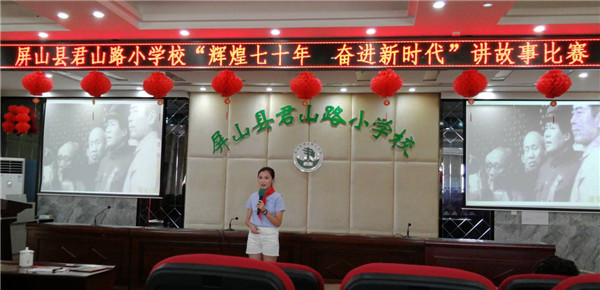 屏山县君山路小学校“辉煌七十年 奋进新时代”讲故事比赛
屏山县君山路小学校